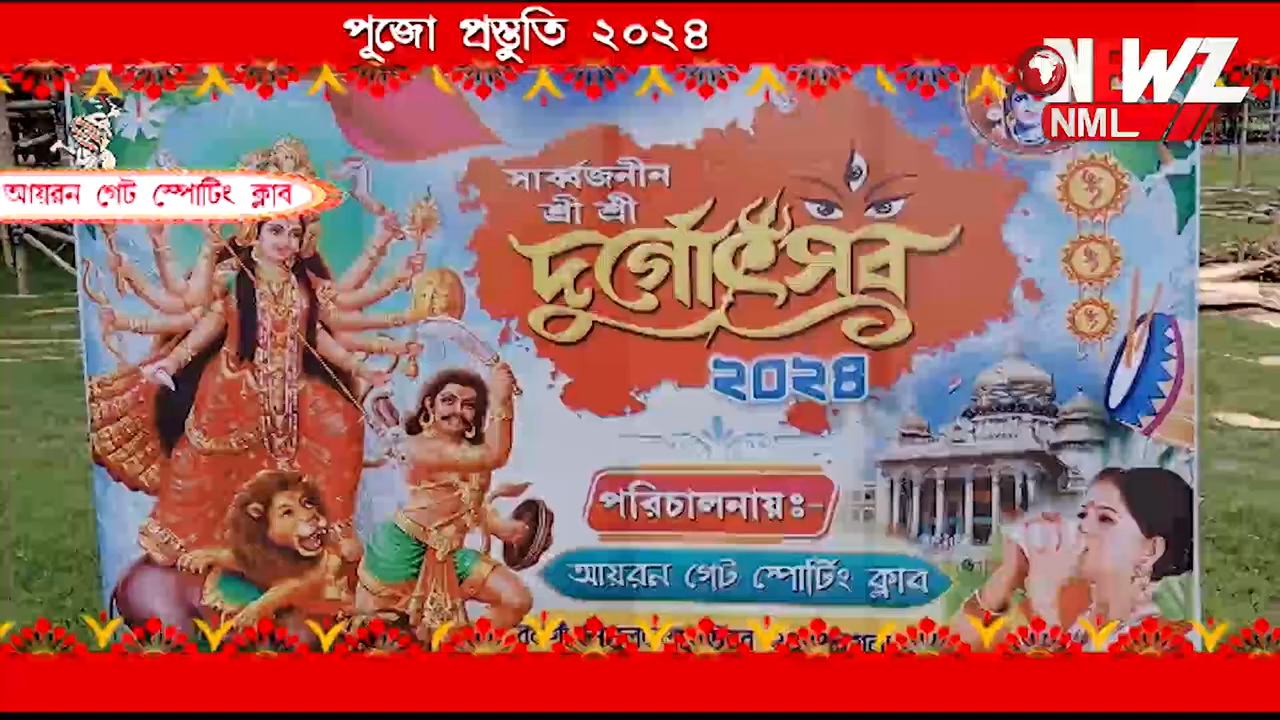 পুজো প্রস্তুতি ২০২৪
NEWZ
NML
আয়রন গেট স্পোর্টিং ক্লাব
সার্ব্বজনীন
শ্রী শ্রী
দুর্গোৎসব
২০২৪
পরিচালনায়ঃ-
আয়রন গেট স্পোর্টিং ক্লাব